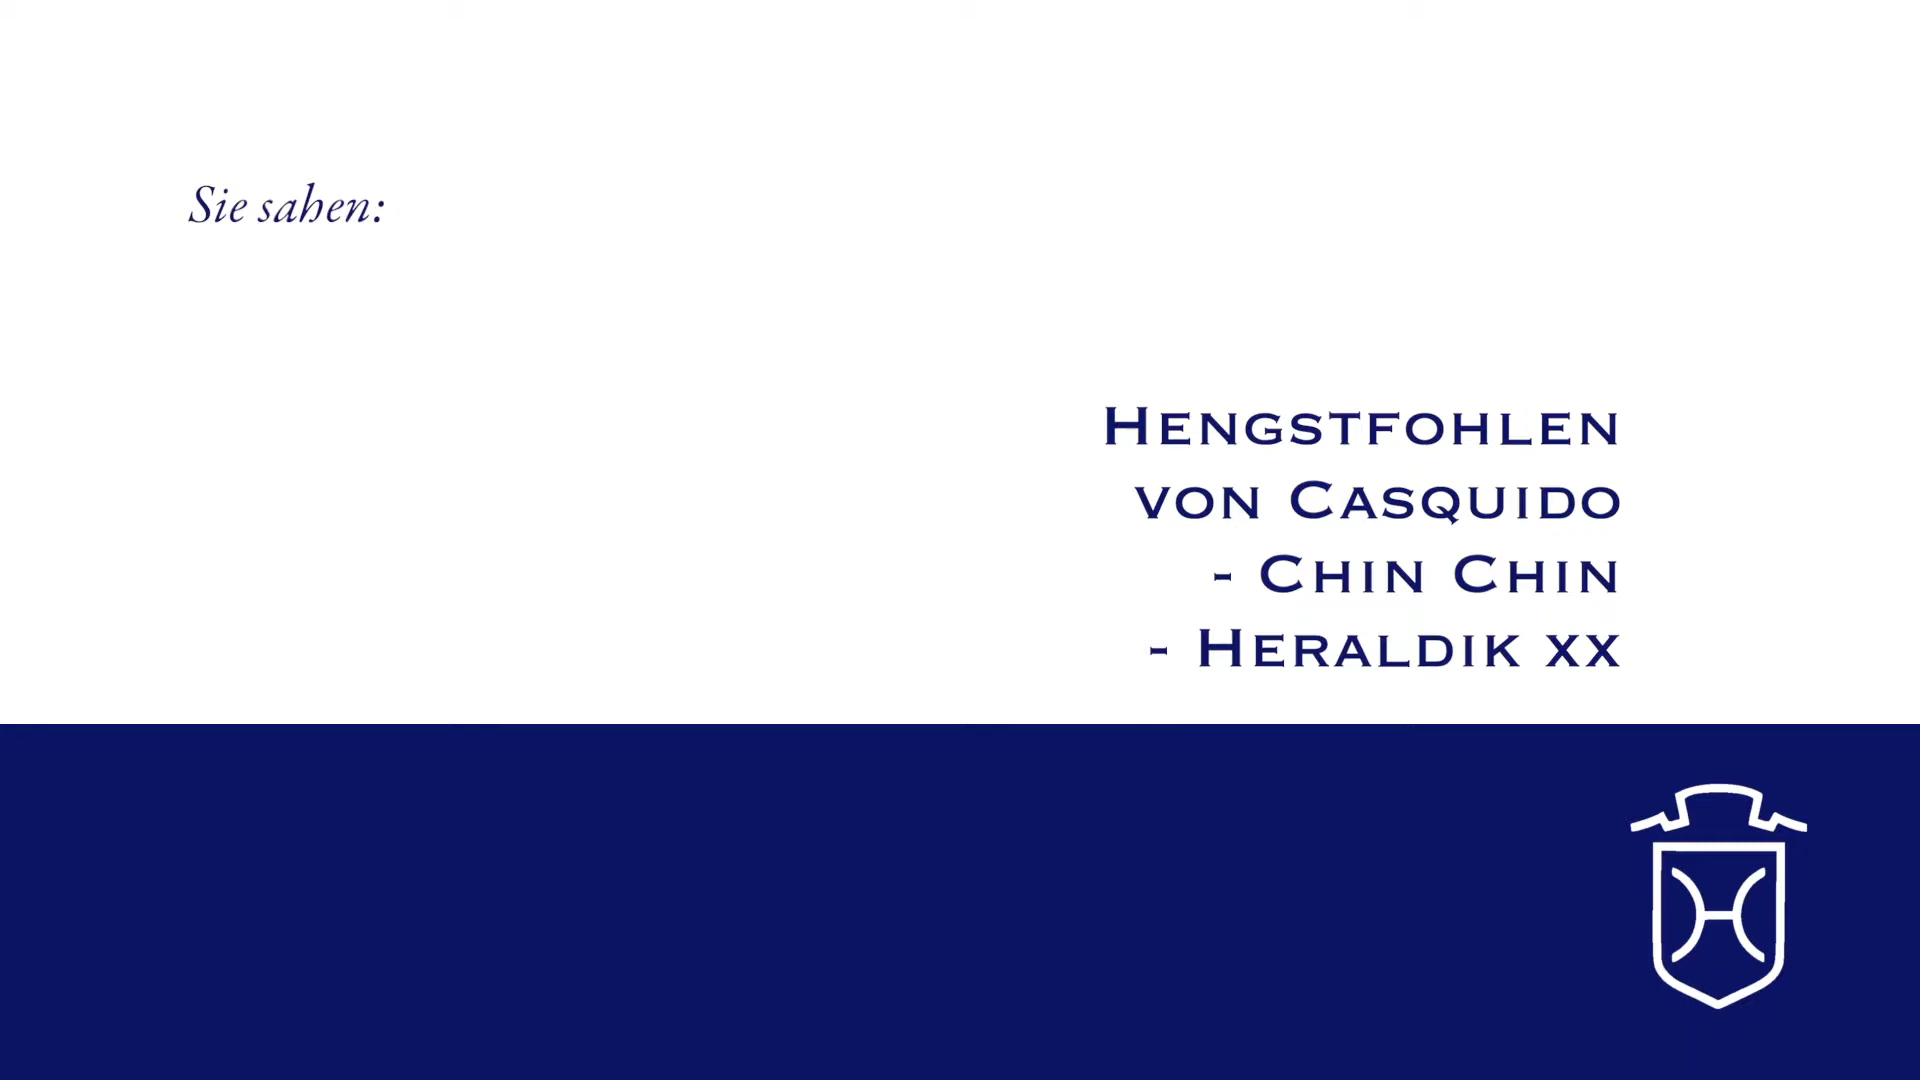 Sie sahen:
Hengstfohlen
von Casquido
- Chin Chin
- Heraldik xx